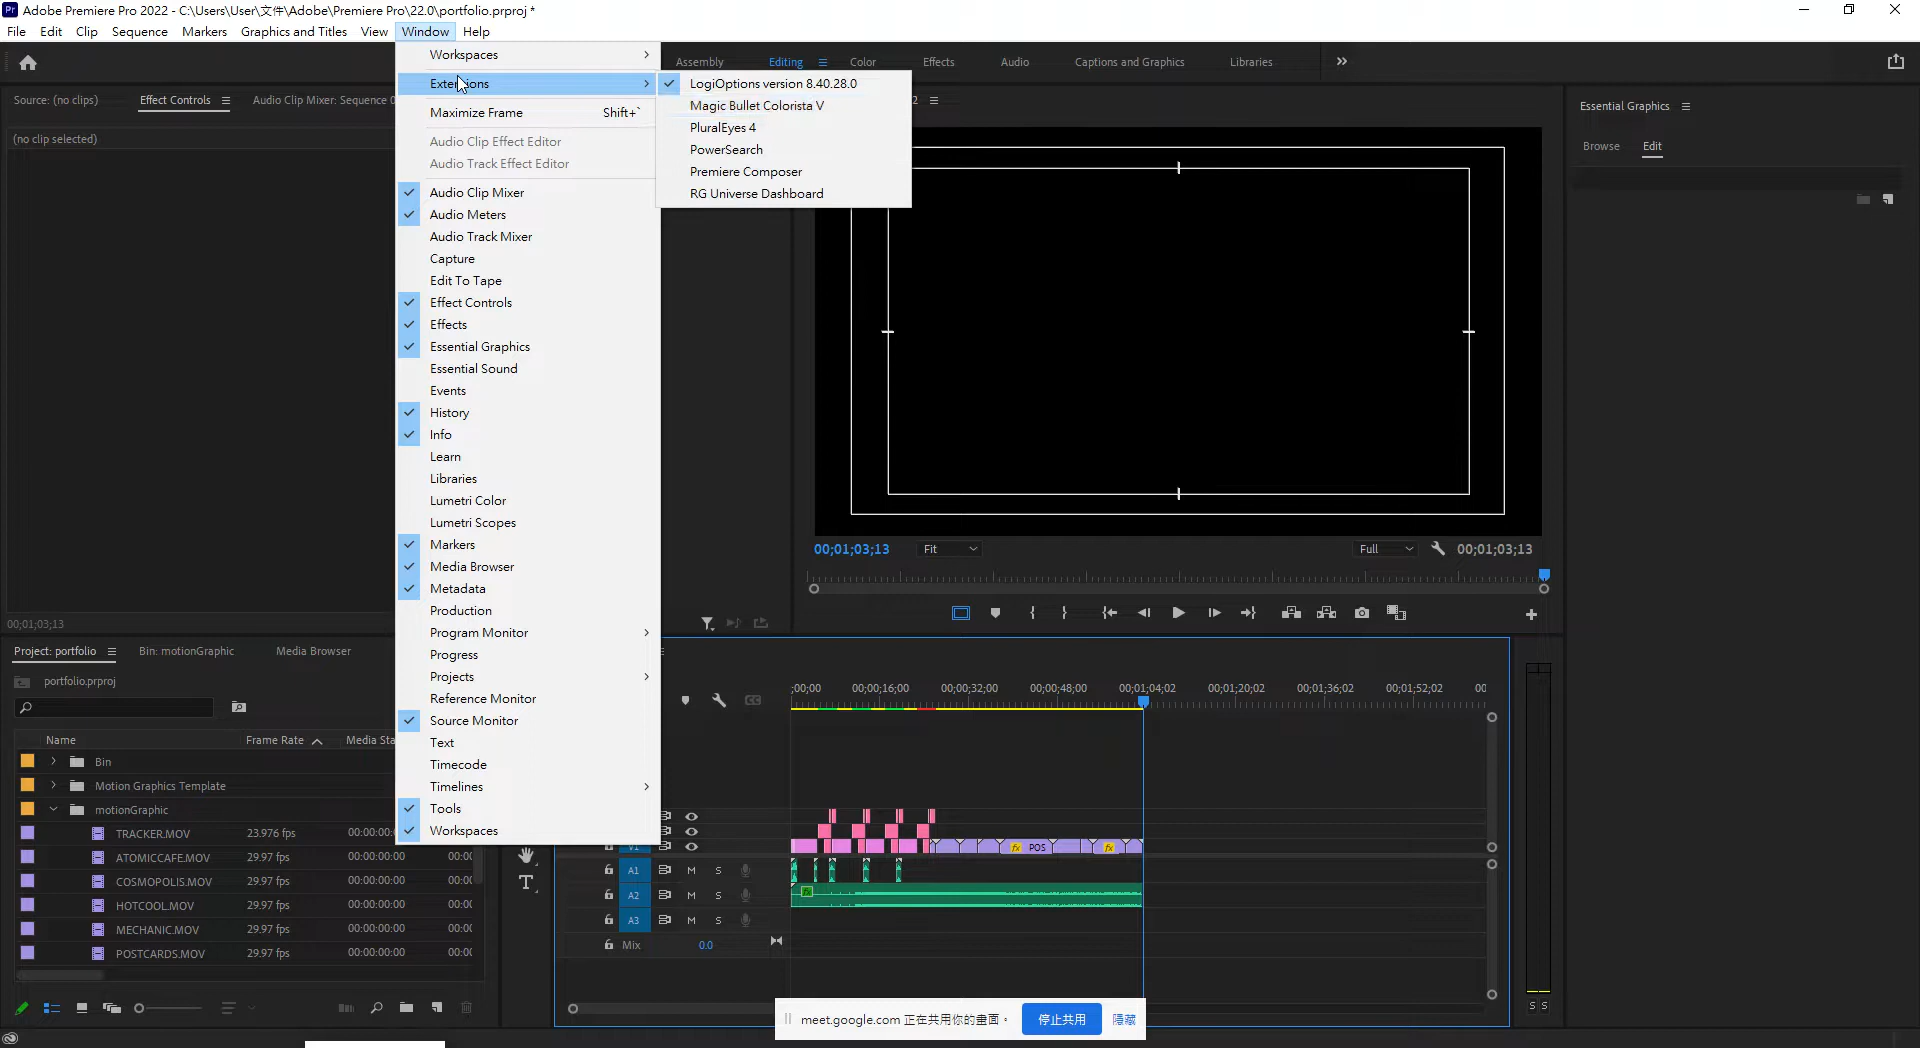 Adobe Premiere Pro 2022 - C:\Users\User\文件\Adobe\Premiere Pro\22.0\portfolio.prproj *
File Edit Clip Sequence Markers Graphics and Titles View Window Help
Assembly Editing Color Effects Audio Captions and Graphics Libraries
Workspaces
Extensions
Maximize Frame Shift+`
Audio Clip Effect Editor
Audio Track Effect Editor
Audio Clip Mixer
Audio Meters
Audio Track Mixer
Capture
Edit To Tape
Effect Controls
Effects
Essential Graphics
Essential Sound
Events
History
Info
Learn
Libraries
Lumetri Color
Lumetri Scopes
Markers
Media Browser
Metadata
Production
Program Monitor
Progress
Projects
Reference Monitor
Source Monitor
Text
Timecode
Timelines
Tools
Workspaces
LogiOptions version 8.40.28.0
Magic Bullet Colorista V
PluralEyes 4
PowerSearch
Premiere Composer
RG Universe Dashboard
Source: (no clips) Effect Controls Audio Clip Mixer: Sequence 0
(no clip selected)
00;01;03;13
2
00;01;03;13 Fit Full 00;01;03;13
Essential Graphics
Browse Edit
Project: portfolio Bin: motionGraphic Media Browser
portfolio.prproj
Name Frame Rate Media Sta
Bin
Motion Graphics Template
motionGraphic
TRACKER.MOV 23.976 fps 00:00:00:
ATOMICCAFE.MOV 29.97 fps 00:00:00:00 00:00
COSMOPOLIS.MOV 29.97 fps 00:00:00:00 00:00
HOTCOOL.MOV 29.97 fps 00:00:00:00 00:00
MECHANIC.MOV 29.97 fps 00:00:00:00 00:00
POSTCARDS.MOV 29.97 fps 00:00:00:00 00:00
;00;00 00;00;16;00 00;00;32;00 00;00;48;00 00;01;04;02 00;01;20;02 00;01;36;02 00;01;52;02 00
V1
fx POS fx
A1 M S
A2 M S
fx
A3 M S
Mix 0.0
S S
meet.google.com 正在共用你的畫面。 停止共用 隱藏